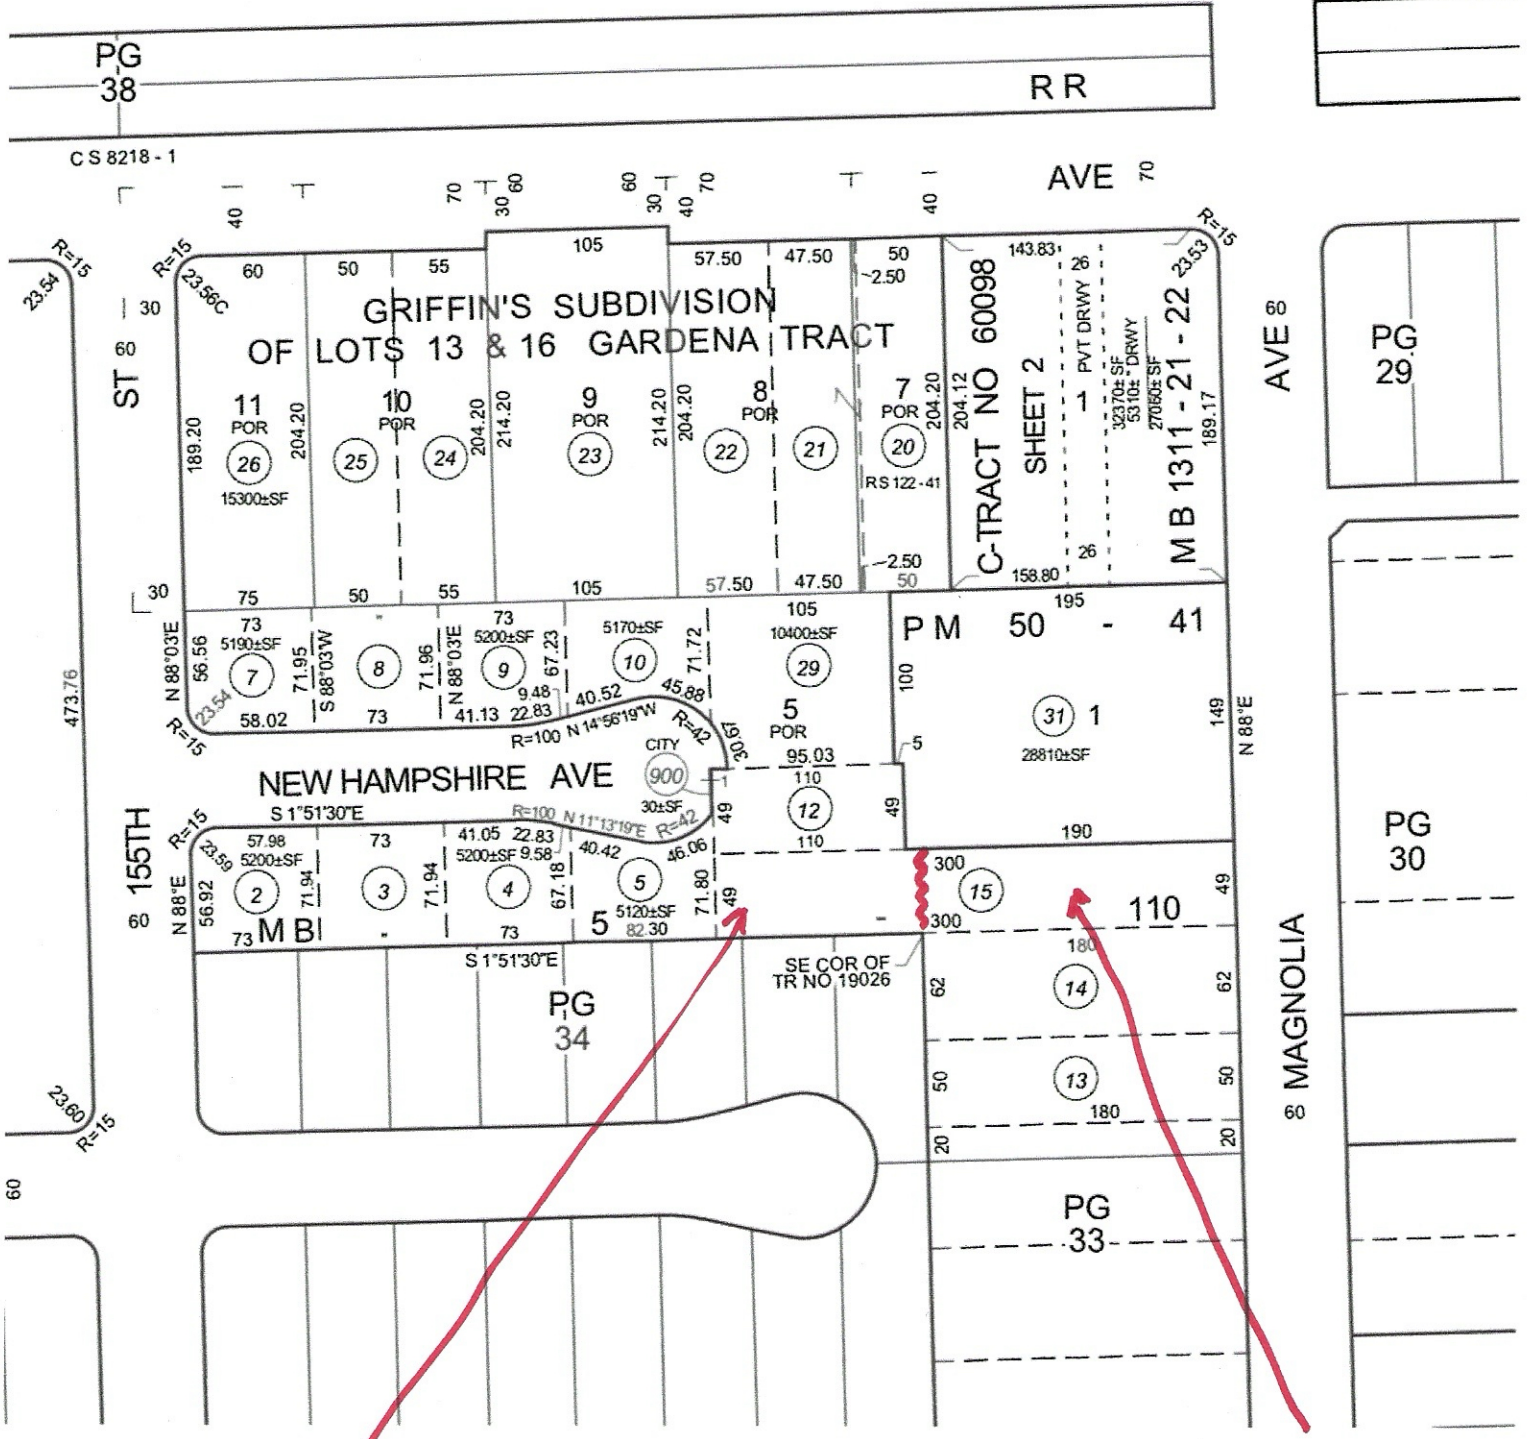 PG
38
R R
C S 8218 - 1
AVE 70
40
70
60
30
60
30
70
40
40
R=15
23.54
R=15
23.56C
R=15
23.53
60
50
55
105
57.50
47.50
50
2.50
143.83
26
GRIFFIN'S SUBDIVISION
OF LOTS 13 & 16 GARDENA TRACT
30
60
ST
189.20
11
POR
26
15300±SF
204.20
10
POR
25
24
204.20
214.20
9
POR
23
214.20
204.20
8
POR
22
21
7
POR
20
RS 122-41
204.20
204.12
C-TRACT NO 60098
SHEET 2
1 PVT DRWY
32370± SF
5310± " DRWY
27060± SF
M B 1311 - 21 - 22
189.17
AVE 60
PG
29
30
75
50
55
105
57.50
47.50
2.50
50
158.80
26
195
P M 50 - 41
N 88°03'E
56.56
73
5190±SF
7
71.95
S 88°03'W
8
71.96
N 88°03'E
73
5200±SF
9
67.23
5170±SF
10
71.72
105
10400±SF
29
5
POR
100
31 1
28810±SF
149
N 88°E
23.54
R=15
58.02
73
41.13
22.83
9.48
40.52
45.88
R=100
N 14°56'19"W
R=42
30.67
95.03
5
473.76
NEW HAMPSHIRE AVE
CITY
900
30±SF
1
110
12
49
49
S 1°51'30"E
R=100
N 11°13'19"E
R=42
190
110
155TH
60
R=15
23.59
57.98
5200±SF
2
56.92
N 88°E
71.94
73
3
71.94
41.05
22.83
5200±SF
9.58
4
67.18
40.42
46.06
5
5120±SF
71.80
49
300
15
300
49
110
73
M B
-
73
5
82.30
-
S 1°51'30"E
SE COR OF
TR NO 19026
180
PG
34
62
14
62
50
13
50
180
20
20
MAGNOLIA
60
PG
30
23.60
R=15
60
PG
33